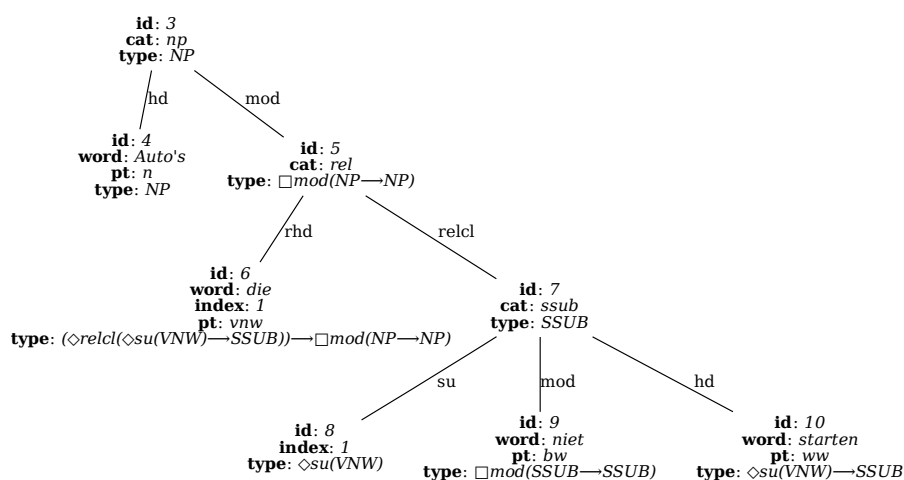 id: 3
cat: np
type: NP
hd
mod
id: 4
word: Auto's
pt: n
type: NP
id: 5
cat: rel
type: □mod(NP⟶NP)
rhd
relcl
id: 6
word: die
index: 1
pt: vnw
type: (◇relcl(◇su(VNW)⟶SSUB))⟶□mod(NP⟶NP)
id: 7
cat: ssub
type: SSUB
su
mod
hd
id: 8
index: 1
type: ◇su(VNW)
id: 9
word: niet
pt: bw
type: □mod(SSUB⟶SSUB)
id: 10
word: starten
pt: ww
type: ◇su(VNW)⟶SSUB